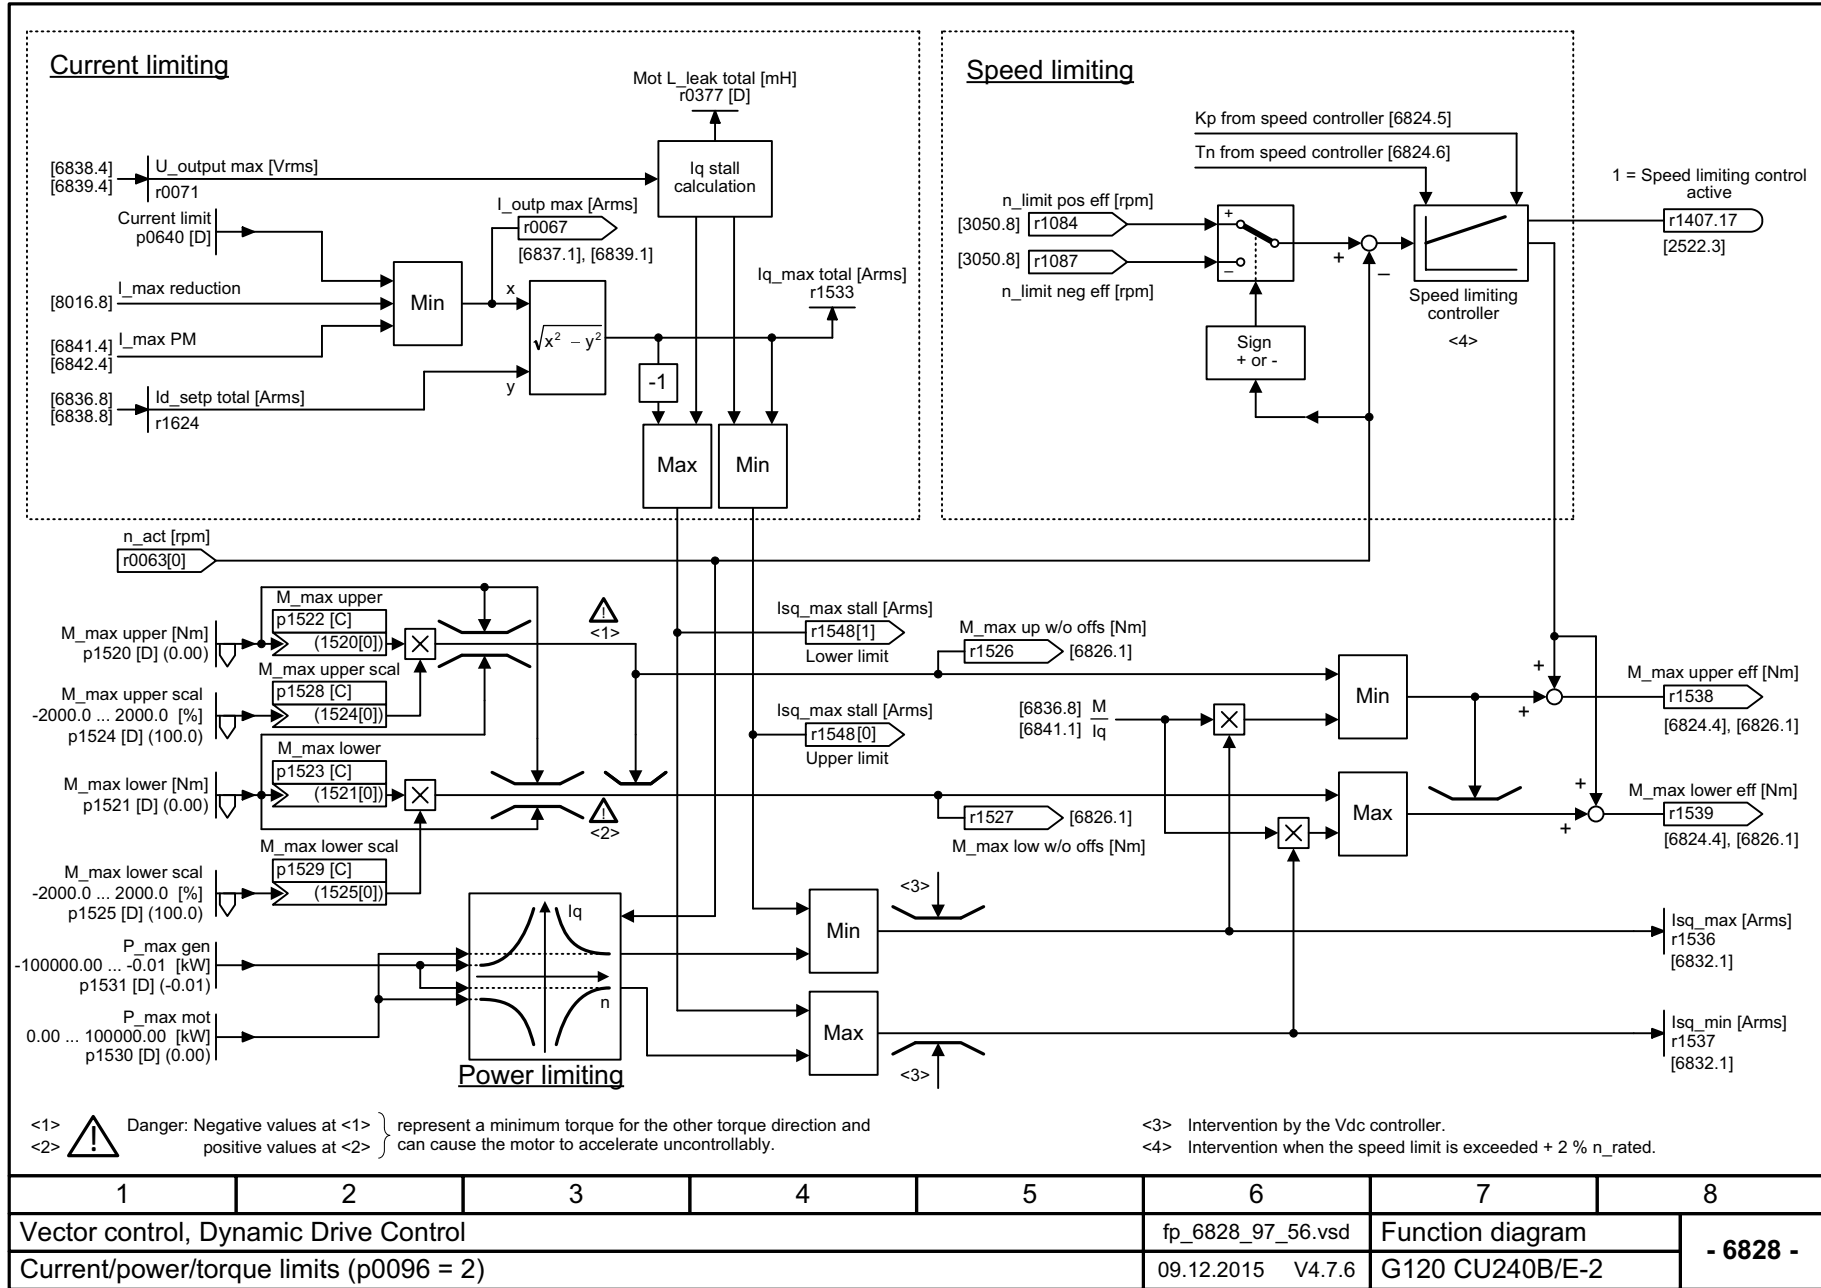 Current limiting
Mot L_leak total [mH]
r0377 [D]
[6838.4]
[6839.4]
U_output max [Vrms]
r0071
Iq stall
calculation
Current limit
p0640 [D]
I_outp max [Arms]
r0067
[6837.1], [6839.1]
Iq_max total [Arms]
r1533
[8016.8]
I_max reduction
Min
x
√x² – y²
y
[6841.4]
[6842.4]
I_max PM
-1
[6836.8]
[6838.8]
Id_setp total [Arms]
r1624
Max
Min
Speed limiting
Kp from speed controller [6824.5]
Tn from speed controller [6824.6]
n_limit pos eff [rpm]
[3050.8]
r1084
[3050.8]
r1087
n_limit neg eff [rpm]
+
–
+
–
Sign
+ or -
Speed limiting
controller
<4>
1 = Speed limiting control
active
r1407.17
[2522.3]
n_act [rpm]
r0063[0]
M_max upper
p1522 [C]
(1520[0])
M_max upper [Nm]
p1520 [D] (0.00)
<1>
M_max upper scal
p1528 [C]
(1524[0])
M_max upper scal
-2000.0 ... 2000.0 [%]
p1524 [D] (100.0)
M_max lower
p1523 [C]
(1521[0])
M_max lower [Nm]
p1521 [D] (0.00)
<2>
M_max lower scal
p1529 [C]
(1525[0])
M_max lower scal
-2000.0 ... 2000.0 [%]
p1525 [D] (100.0)
Isq_max stall [Arms]
r1548[1]
Lower limit
Isq_max stall [Arms]
r1548[0]
Upper limit
M_max up w/o offs [Nm]
r1526
[6826.1]
[6836.8]
[6841.1]
M
Iq
r1527
[6826.1]
M_max low w/o offs [Nm]
Min
Max
+
+
+
+
M_max upper eff [Nm]
r1538
[6824.4], [6826.1]
M_max lower eff [Nm]
r1539
[6824.4], [6826.1]
P_max gen
-100000.00 ... -0.01 [kW]
p1531 [D] (-0.01)
P_max mot
0.00 ... 100000.00 [kW]
p1530 [D] (0.00)
Iq
n
Power limiting
Min
Max
<3>
<3>
Isq_max [Arms]
r1536
[6832.1]
Isq_min [Arms]
r1537
[6832.1]
<1>
<2>
Danger: Negative values at <1>
positive values at <2>
represent a minimum torque for the other torque direction and
can cause the motor to accelerate uncontrollably.
<3> Intervention by the Vdc controller.
<4> Intervention when the speed limit is exceeded + 2 % n_rated.
1 2 3 4 5 6 7 8
Vector control, Dynamic Drive Control
fp_6828_97_56.vsd
Function diagram
- 6828 -
Current/power/torque limits (p0096 = 2)
09.12.2015 V4.7.6
G120 CU240B/E-2